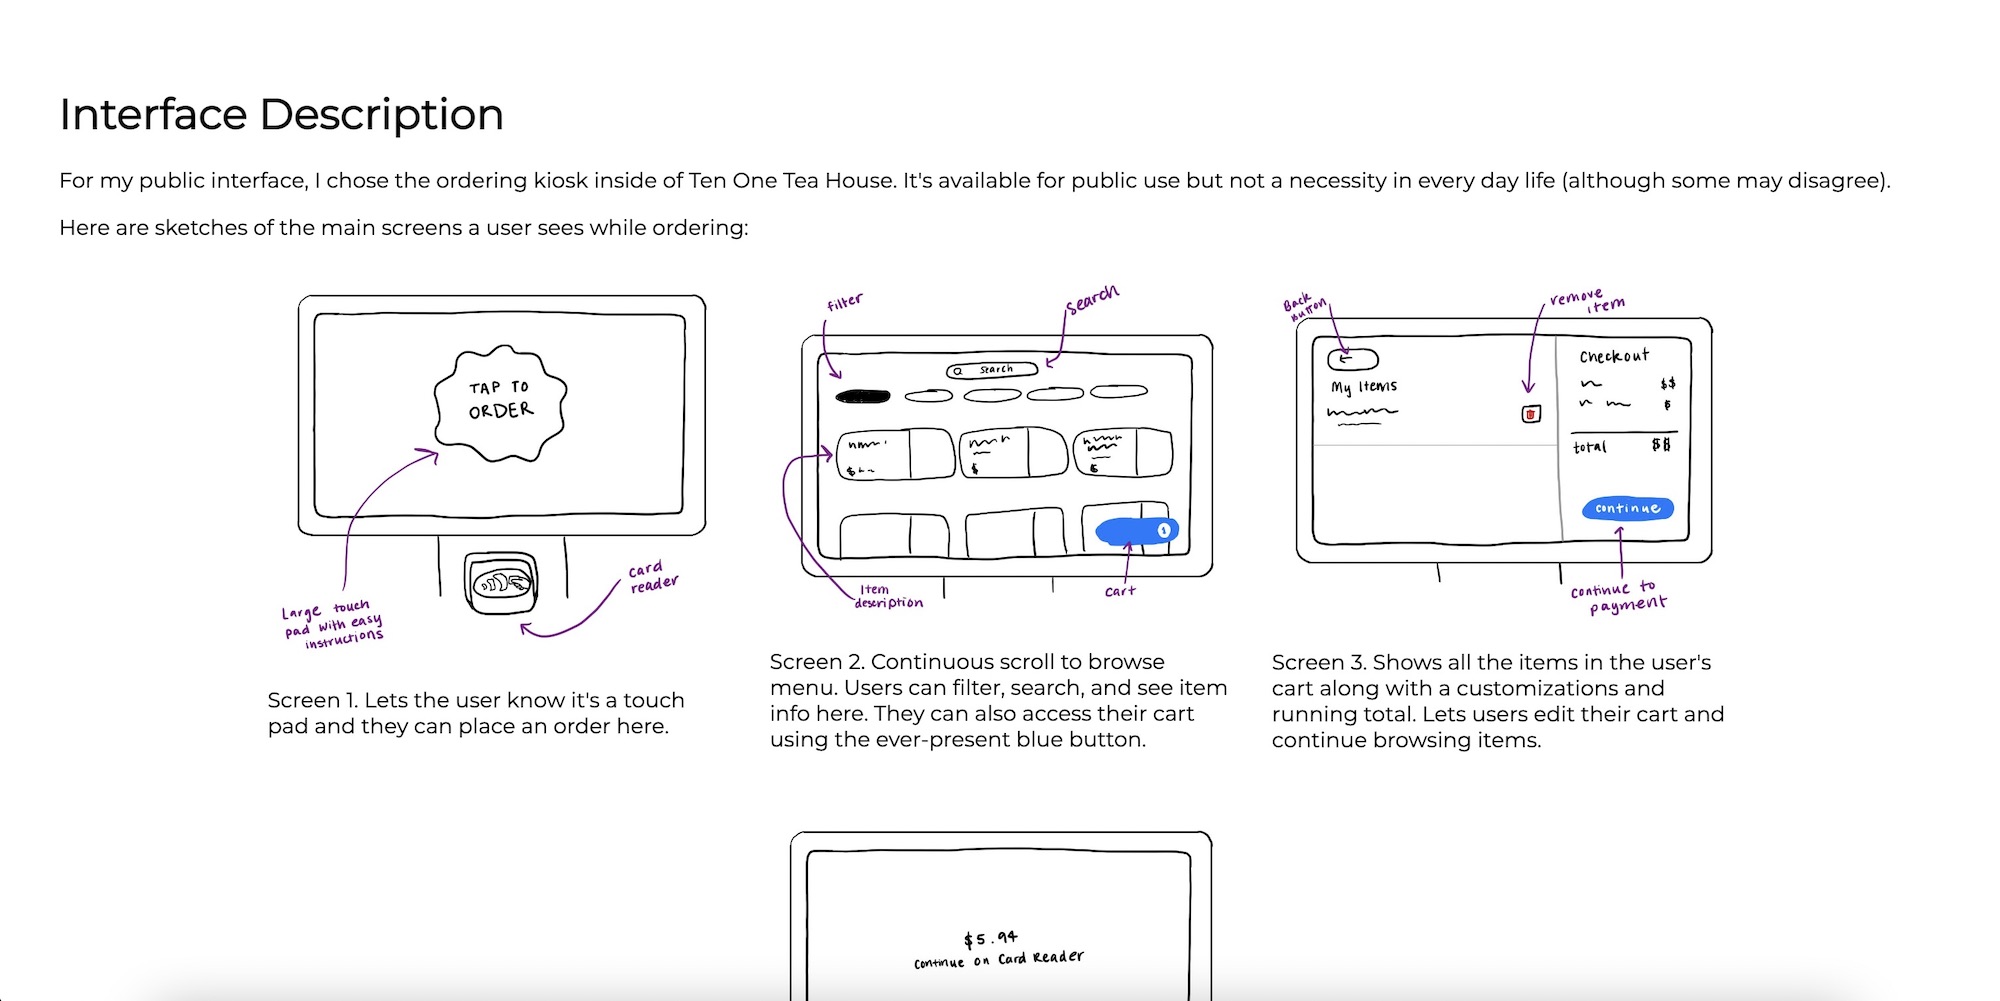 Interface Description
For my public interface, I chose the ordering kiosk inside of Ten One Tea House. It's available for public use but not a necessity in every day life (although some may disagree).
Here are sketches of the main screens a user sees while ordering:
TAP TO
ORDER
Large touch
pad with easy
instructions
card
reader
Screen 1. Lets the user know it's a touch
pad and they can place an order here.
filter
search
search
$
$
$
1
Item
description
cart
Screen 2. Continuous scroll to browse
menu. Users can filter, search, and see item
info here. They can also access their cart
using the ever-present blue button.
Back
button
remove
item
←
My Items
checkout
$$
$
total $$
continue
continue to
payment
Screen 3. Shows all the items in the user's
cart along with a customizations and
running total. Lets users edit their cart and
continue browsing items.
$5.94
continue on card reader